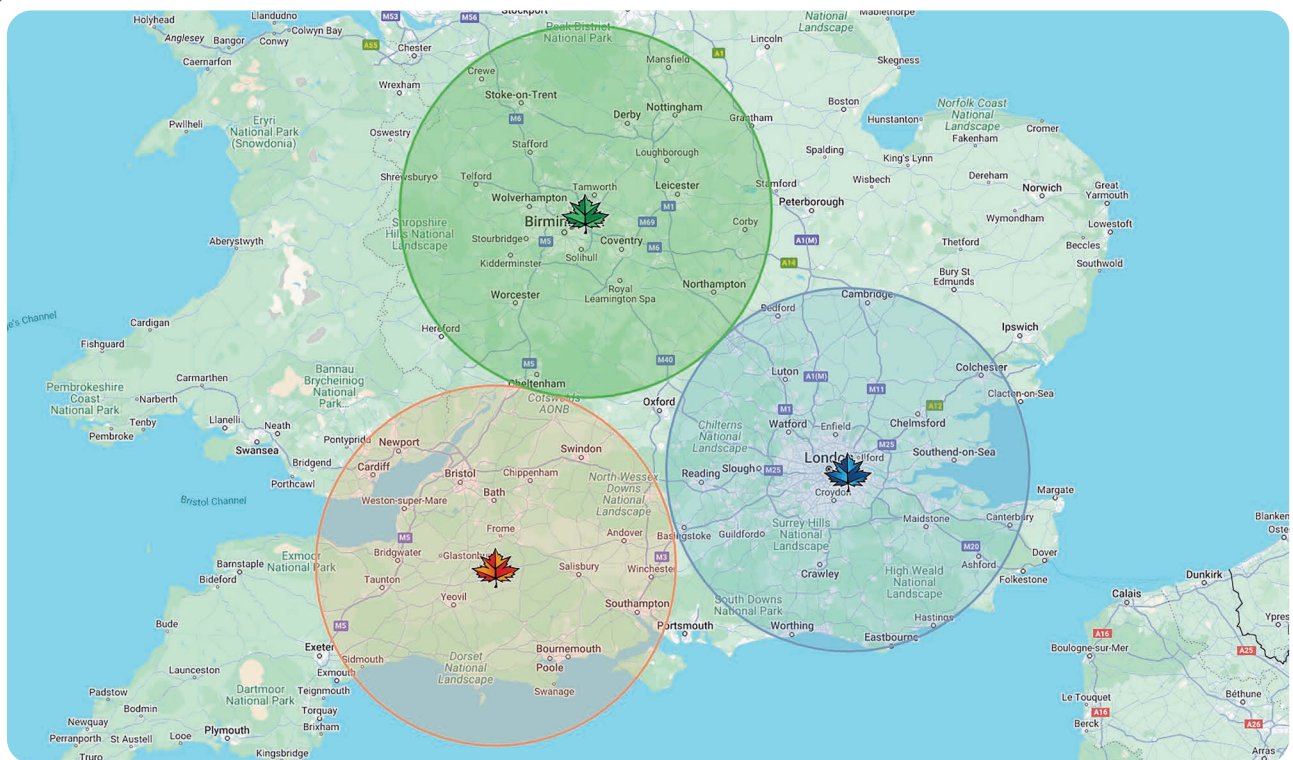 Stockport
Llandudno
M53
M56
Holyhead
Colwyn Bay
Peak District
National Park
National
Landscape
Mablethorpe
Anglesey
Bangor
Conwy
A55
Chester
Lincoln
A1
Caernarfon
Mansfield
Skegness
Crewe
Wrexham
Stoke-on-Trent
Nottingham
Boston
Norfolk Coast
National
Landscape
Derby
M6
Grantham
Hunstanton
Pwllheli
Eryri
National Park
(Snowdonia)
Oswestry
Cromer
Fakenham
Stafford
Loughborough
Spalding
King's Lynn
Shrewsbury
Telford
Tamworth
Leicester
Stamford
Wisbech
Dereham
Norwich
Great
Yarmouth
Wolverhampton
Peterborough
M1
Birmin
M69
Corby
Wymondham
Lowestoft
Shropshire
Hills National
Landscape
Stourbridge
M5
Coventry
M6
A1(M)
Thetford
Beccles
Aberystwyth
Solihull
Kidderminster
A14
Southwold
Bury St
Edmunds
Worcester
Royal
Leamington Spa
Northampton
Cambridge
Bedford
e's Channel
Cardigan
Hereford
Ipswich
Fishguard
M5
M40
Bannau
Brycheiniog
Park...
Luton
A1(M)
M11
Colchester
Carmarthen
Cheltenham
Pembrokeshire
Coast
National Park
Narberth
Cotswolds
AONB
Oxford
Clacton-on-Sea
M1
A12
Tenby
Llanelli
Neath
Watford
Enfield
Chelmsford
Pembroke
Pontypridd
Newport
Chilterns
National
Landscape
M25
Swansea
Swindon
Southend-on-Sea
Bridgend
Cardiff
Bristol
Chippenham
North Wessex
Downs
National
Landscape
Reading
Slough
M25
London
Ilford
Porthcawl
Bath
Croydon
Margate
Bristol Channel
Weston-super-Mare
Frome
Andover
Basingstoke
Guildford
Surrey Hills
National
Landscape
Maidstone
Canterbury
M5
Exmoor
National Park
Bridgwater
Glastonb
M3
M20
Dover
Barnstaple
Salisbury
Winchester
Ashford
Bideford
Taunton
Crawley
High Weald
National
Landscape
Folkestone
Yeovil
Southampton
South Downs
National Park
Calais
Dunkirk
Blanken
Oste
Bude
M5
Portsmouth
Worthing
Hastings
Eastbourne
A16
Ypres
Exeter
Sidmouth
Bournemouth
Poole
Boulogne-sur-Mer
A25
Launceston
Exmouth
Dorset
National
Landscape
Swanage
Dartmoor
National Park
Teignmouth
Padstow
Bodmin
Torquay
Le Touquet
Béthune
Newquay
Plymouth
Brixham
A16
Berck
A26
Perranporth
St Austell
Looe
Kingsbridge
Arras
Truro